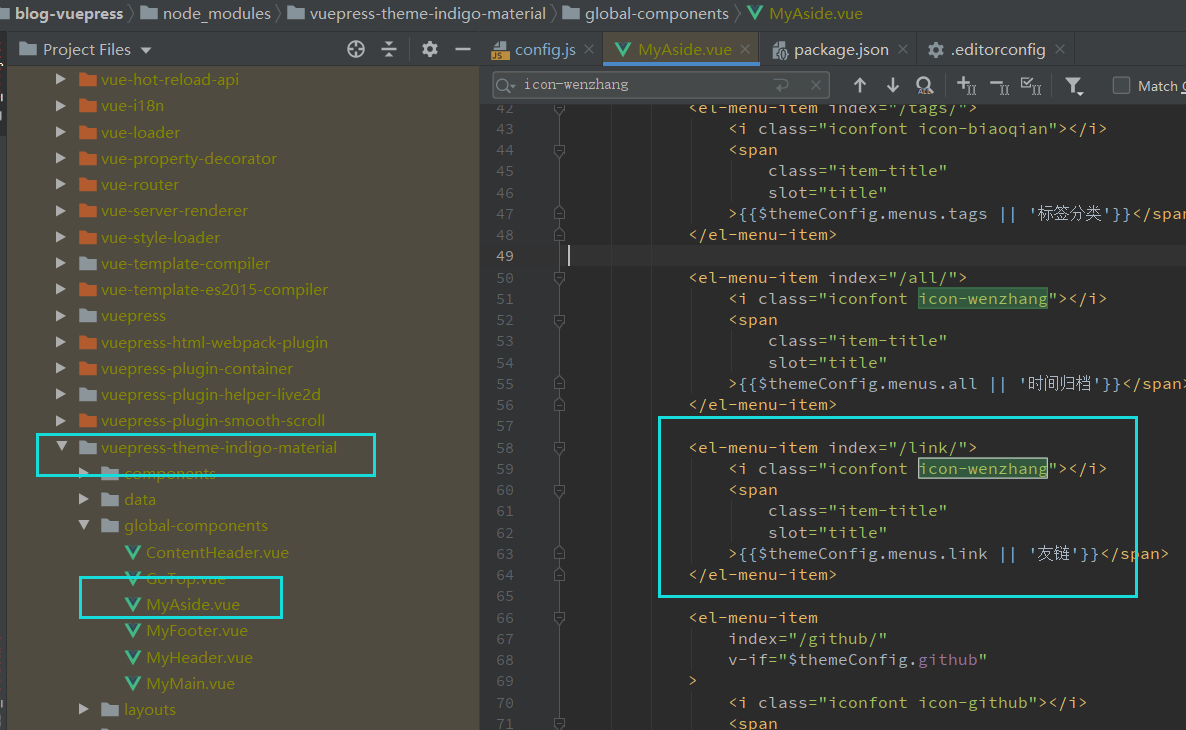 blog-vuepress node_modules vuepress-theme-indigo-material global-components MyAside.vue
Project Files
config.js MyAside.vue package.json .editorconfig
vue-hot-reload-api
vue-i18n
vue-loader
vue-property-decorator
vue-router
vue-server-renderer
vue-style-loader
vue-template-compiler
vue-template-es2015-compiler
vuepress
vuepress-html-webpack-plugin
vuepress-plugin-container
vuepress-plugin-helper-live2d
vuepress-plugin-smooth-scroll
vuepress-theme-indigo-material
components
data
global-components
ContentHeader.vue
GoTop.vue
MyAside.vue
MyFooter.vue
MyHeader.vue
MyMain.vue
layouts
icon-wenzhang
Match
42 <el-menu-item index="/tags/">
43 <i class="iconfont icon-biaoqian"></i>
44 <span
45 class="item-title"
46 slot="title"
47 >{{$themeConfig.menus.tags || '标签分类'}}</span
48 </el-menu-item>
49
50 <el-menu-item index="/all/">
51 <i class="iconfont icon-wenzhang"></i>
52 <span
53 class="item-title"
54 slot="title"
55 >{{$themeConfig.menus.all || '时间归档'}}</span>
56 </el-menu-item>
57
58 <el-menu-item index="/link/">
59 <i class="iconfont icon-wenzhang"></i>
60 <span
61 class="item-title"
62 slot="title"
63 >{{$themeConfig.menus.link || '友链'}}</span>
64 </el-menu-item>
65
66 <el-menu-item
67 index="/github/"
68 v-if="$themeConfig.github"
69 >
70 <i class="iconfont icon-github"></i>
71 <span